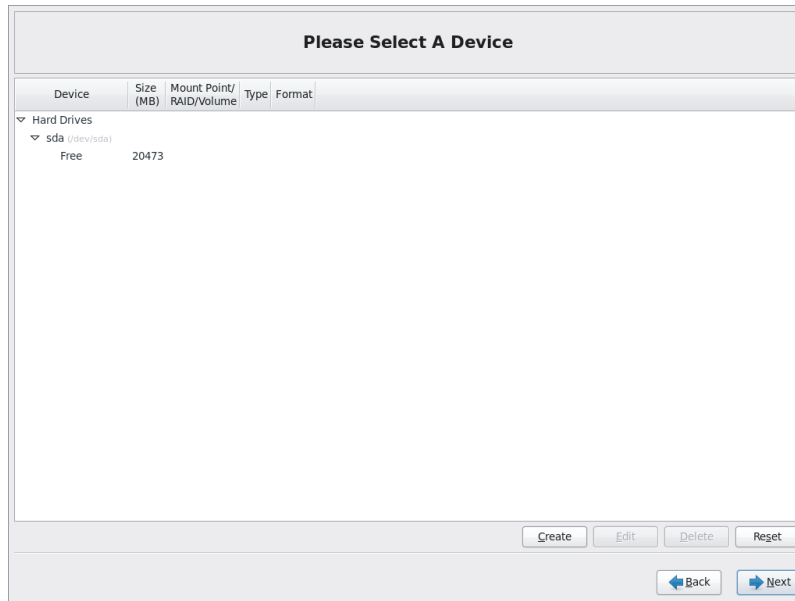 Please Select A Device
Device
Size
(MB)
Mount Point/
RAID/Volume
Type
Format
Hard Drives
sda (/dev/sda)
Free 20473
Create Edit Delete Reset
Back Next